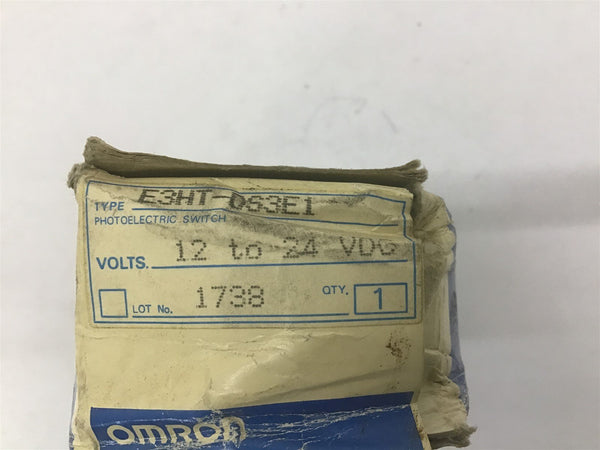 TYPE E3HT-DS3E1
PHOTOELECTRIC SWITCH
VOLTS. 12 to 24 VDC
LOT No. 1738 QTY. 1
OMRON